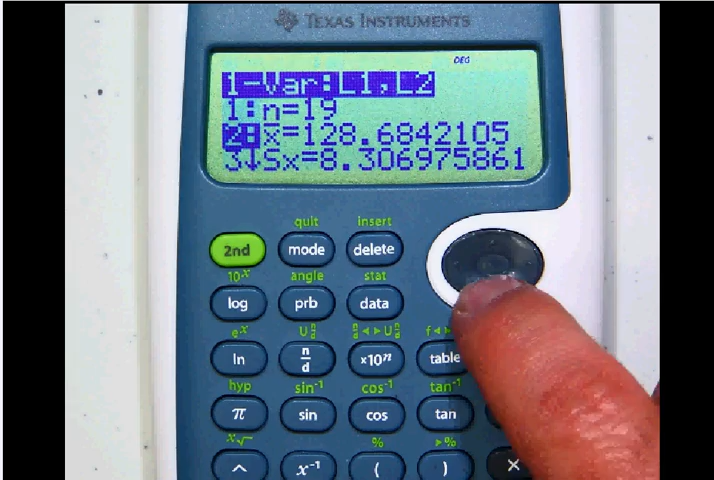 TEXAS INSTRUMENTS
DEG
1-Var:L1,L2
1:n=19
2:x̄=128.6842105
3↓Sx=8.306975861
quit insert
2nd mode delete
10ˣ angle stat
log prb data
eˣ
ln n/d ×10ⁿ table
hyp sin⁻¹ cos⁻¹ tan⁻¹
π sin cos tan
ˣ√ % ▸%
^ x⁻¹ ( ) ×